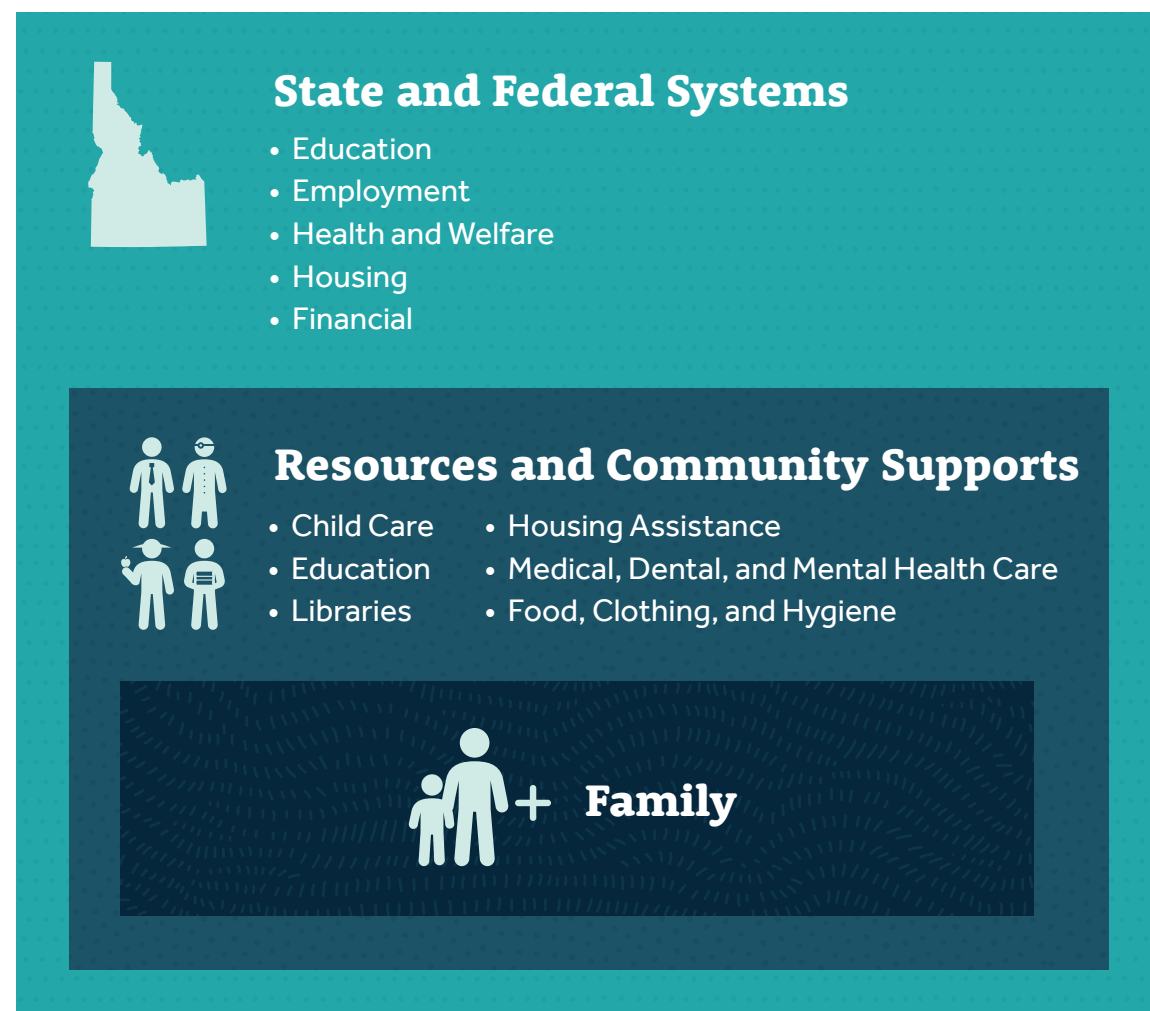 State and Federal Systems
• Education
• Employment
• Health and Welfare
• Housing
• Financial
Resources and Community Supports
• Child Care
• Education
• Libraries
• Housing Assistance
• Medical, Dental, and Mental Health Care
• Food, Clothing, and Hygiene
+ Family